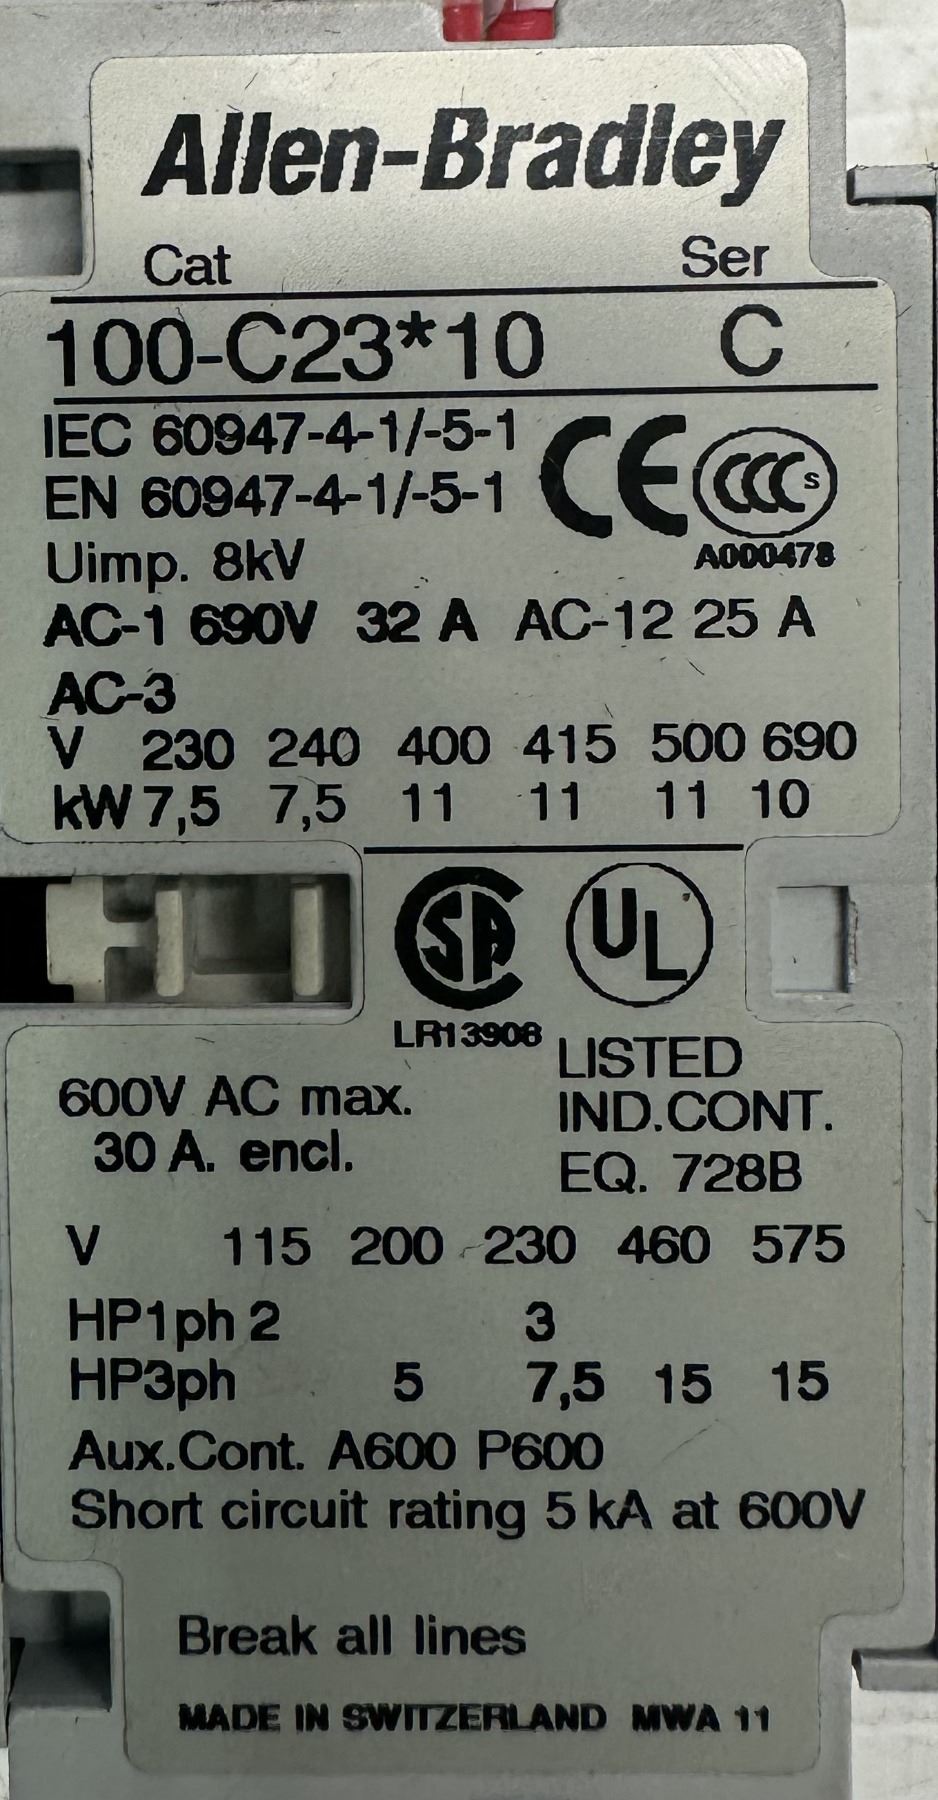 Allen-Bradley
Cat Ser
100-C23*10 C
IEC 60947-4-1/-5-1
EN 60947-4-1/-5-1
CE CCC S
A000478
Uimp. 8kV
AC-1 690V 32 A AC-12 25 A
AC-3
V 230 240 400 415 500 690
kW 7,5 7,5 11 11 11 10
SA UL
LR13908
LISTED
IND.CONT.
EQ. 728B
600V AC max.
30 A. encl.
V 115 200 230 460 575
HP1ph 2 3
HP3ph 5 7,5 15 15
Aux.Cont. A600 P600
Short circuit rating 5 kA at 600V
Break all lines
MADE IN SWITZERLAND MWA 11